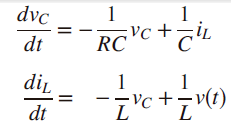 dv_C/dt = -1/RC v_C + 1/C i_L
di_L/dt = -1/L v_C + 1/L v(t)